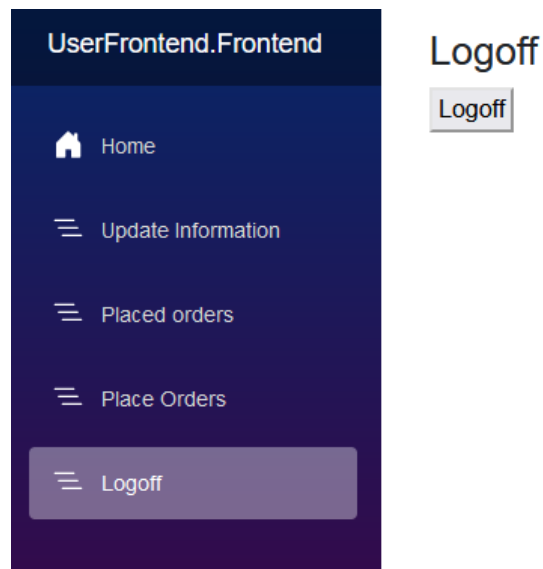 UserFrontend.Frontend
Home
Update Information
Placed orders
Place Orders
Logoff
Logoff
Logoff